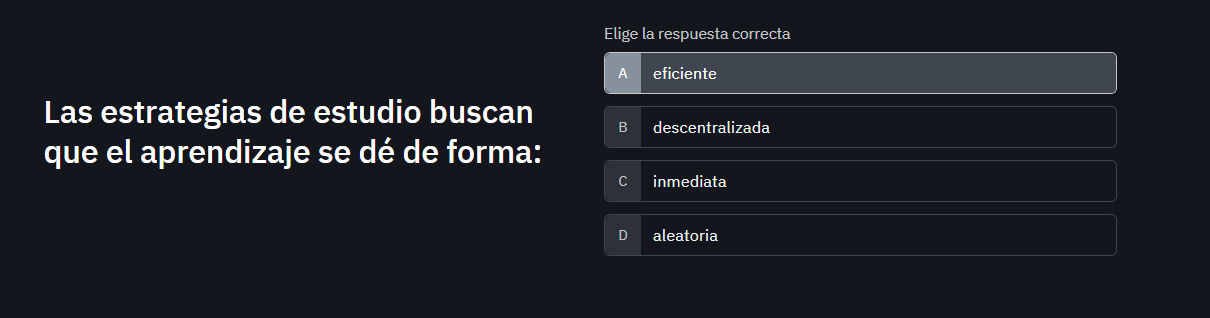 Elige la respuesta correcta
Las estrategias de estudio buscan
que el aprendizaje se dé de forma:
A eficiente
B descentralizada
C inmediata
D aleatoria